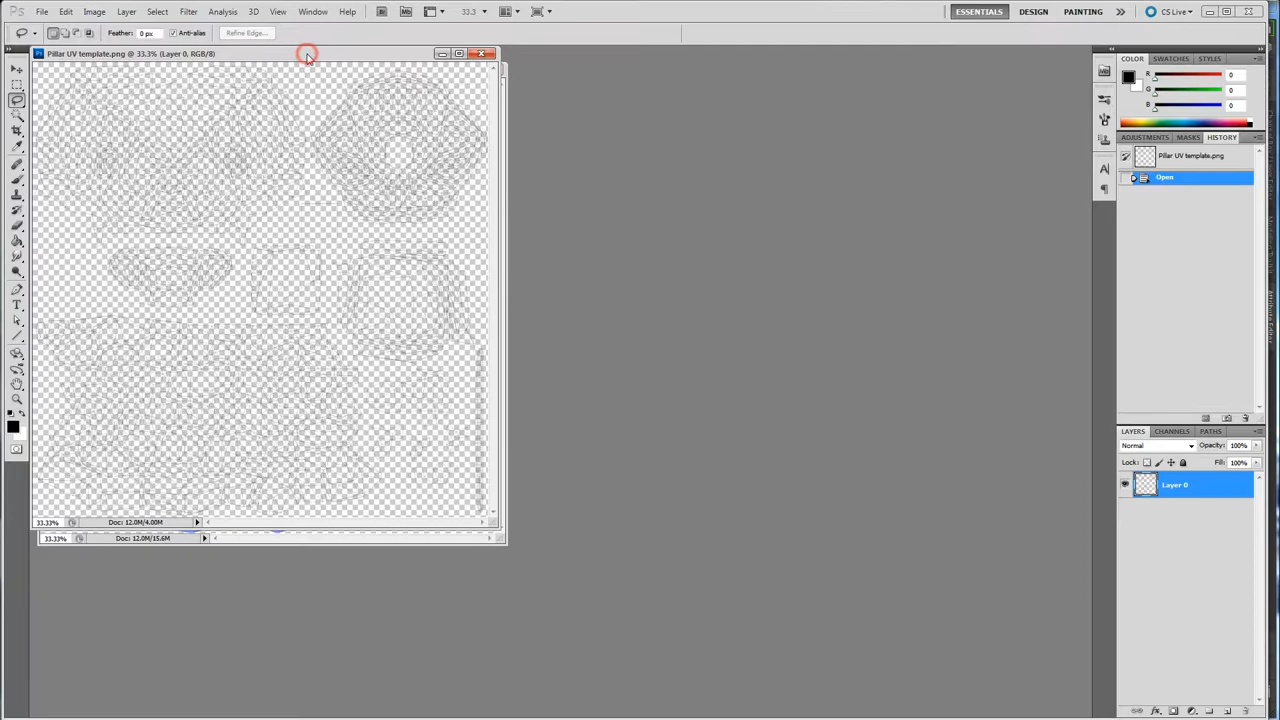 Ps File Edit Image Layer Select Filter Analysis 3D View Window Help Br Mb 33.3 ESSENTIALS DESIGN PAINTING >> CS Live
Feather: 0 px Anti-alias Refine Edge...
Pillar UV template.png @ 33.3% (Layer 0, RGB/8)
COLOR SWATCHES STYLES
R 0
G 0
B 0
ADJUSTMENTS MASKS HISTORY
Pillar UV template.png
Open
LAYERS CHANNELS PATHS
Normal Opacity: 100%
Lock: Fill: 100%
Layer 0
33.33% Doc: 12.0M/4.00M
33.33% Doc: 12.0M/15.6M